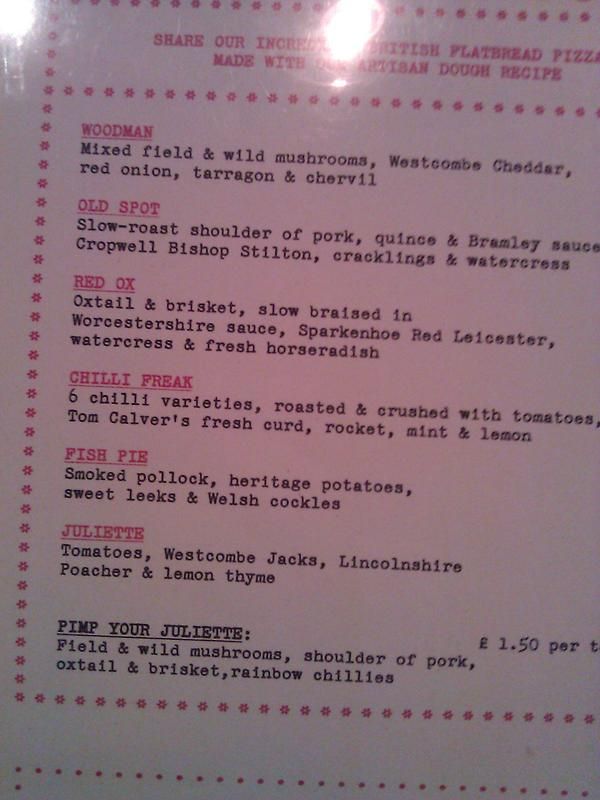 SHARE OUR BRITISH FLATBREAD
MADE WITH OUR ARTISAN DOUGH RECIPE
WOODMAN
Mixed field & wild mushrooms, Westcombe Cheddar,
red onion, tarragon & chervil
OLD SPOT
Slow-roast shoulder of pork, quince & Bramley sauce
Cropwell Bishop Stilton, cracklings & watercress
RED OX
Oxtail & brisket, slow braised in
Worcestershire sauce, Sparkenhoe Red Leicester,
watercress & fresh horseradish
CHILLI FREAK
6 chilli varieties, roasted & crushed with tomatoes,
Tom Calver's fresh curd, rocket, mint & lemon
FISH PIE
Smoked pollock, heritage potatoes,
sweet leeks & Welsh cockles
JULIETTE
Tomatoes, Westcombe Jacks, Lincolnshire
Poacher & lemon thyme
PIMP YOUR JULIETTE:
£ 1.50 per
Field & wild mushrooms, shoulder of pork,
oxtail & brisket,rainbow chillies